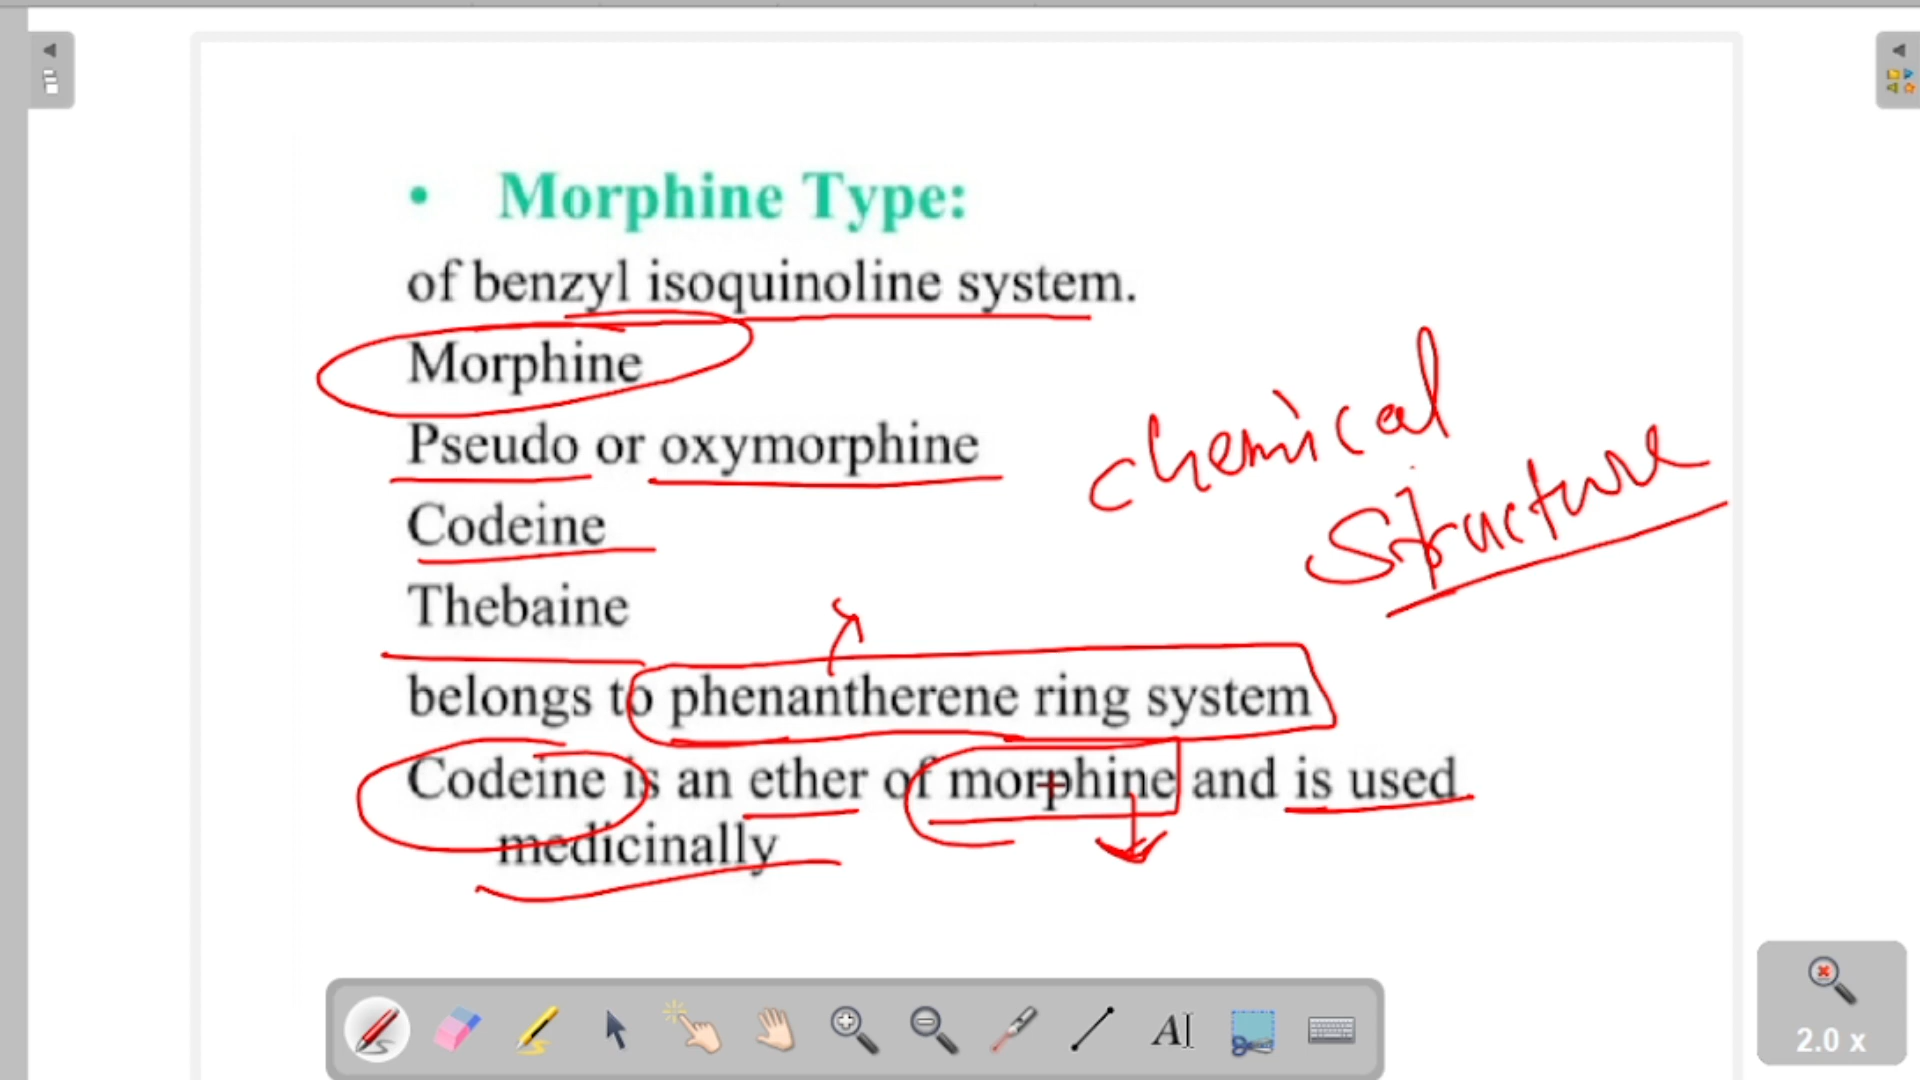 • Morphine Type:
of benzyl isoquinoline system.
Morphine
Pseudo or oxymorphine
Codeine
Thebaine
chemical
structure
belongs to phenantherene ring system
Codeine is an ether of morphine and is used
medicinally
AI
2.0 x